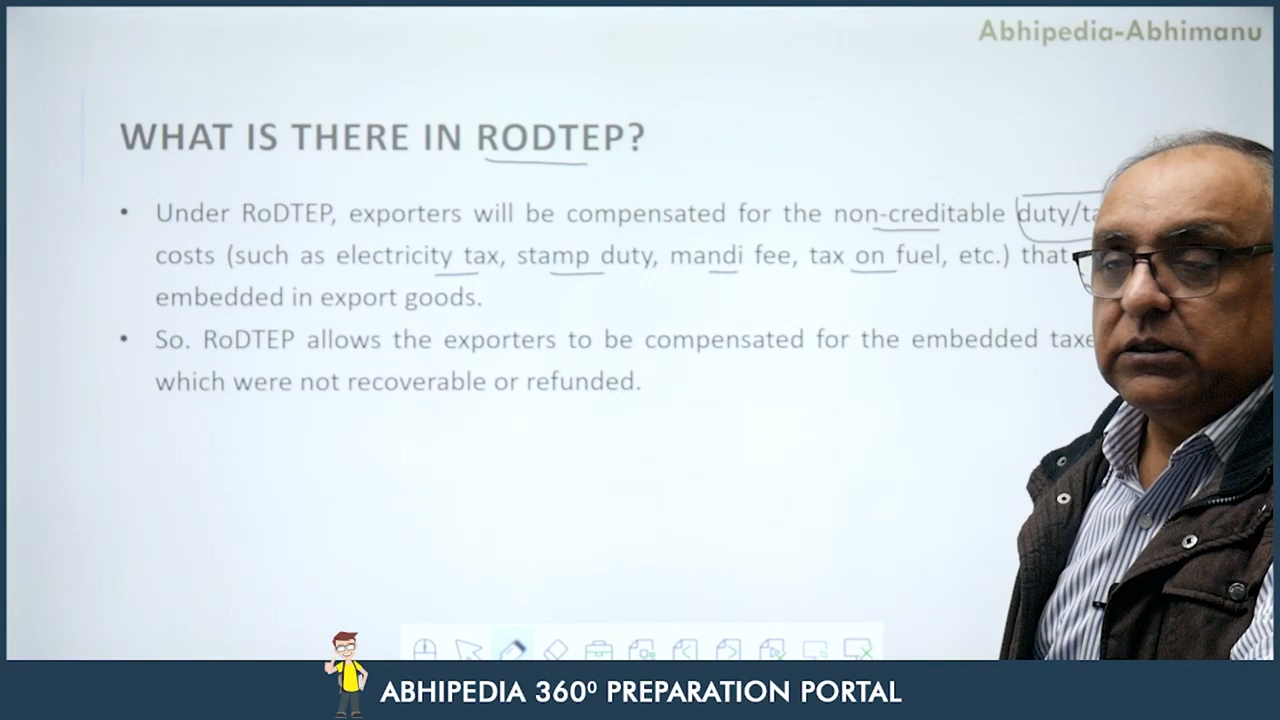 Abhipedia-Abhimanu
WHAT IS THERE IN RODTEP?
• Under RoDTEP, exporters will be compensated for the non-creditable duty/ta
costs (such as electricity tax, stamp duty, mandi fee, tax on fuel, etc.) that
embedded in export goods.
• So. RoDTEP allows the exporters to be compensated for the embedded taxe
which were not recoverable or refunded.
ABHIPEDIA 360⁰ PREPARATION PORTAL